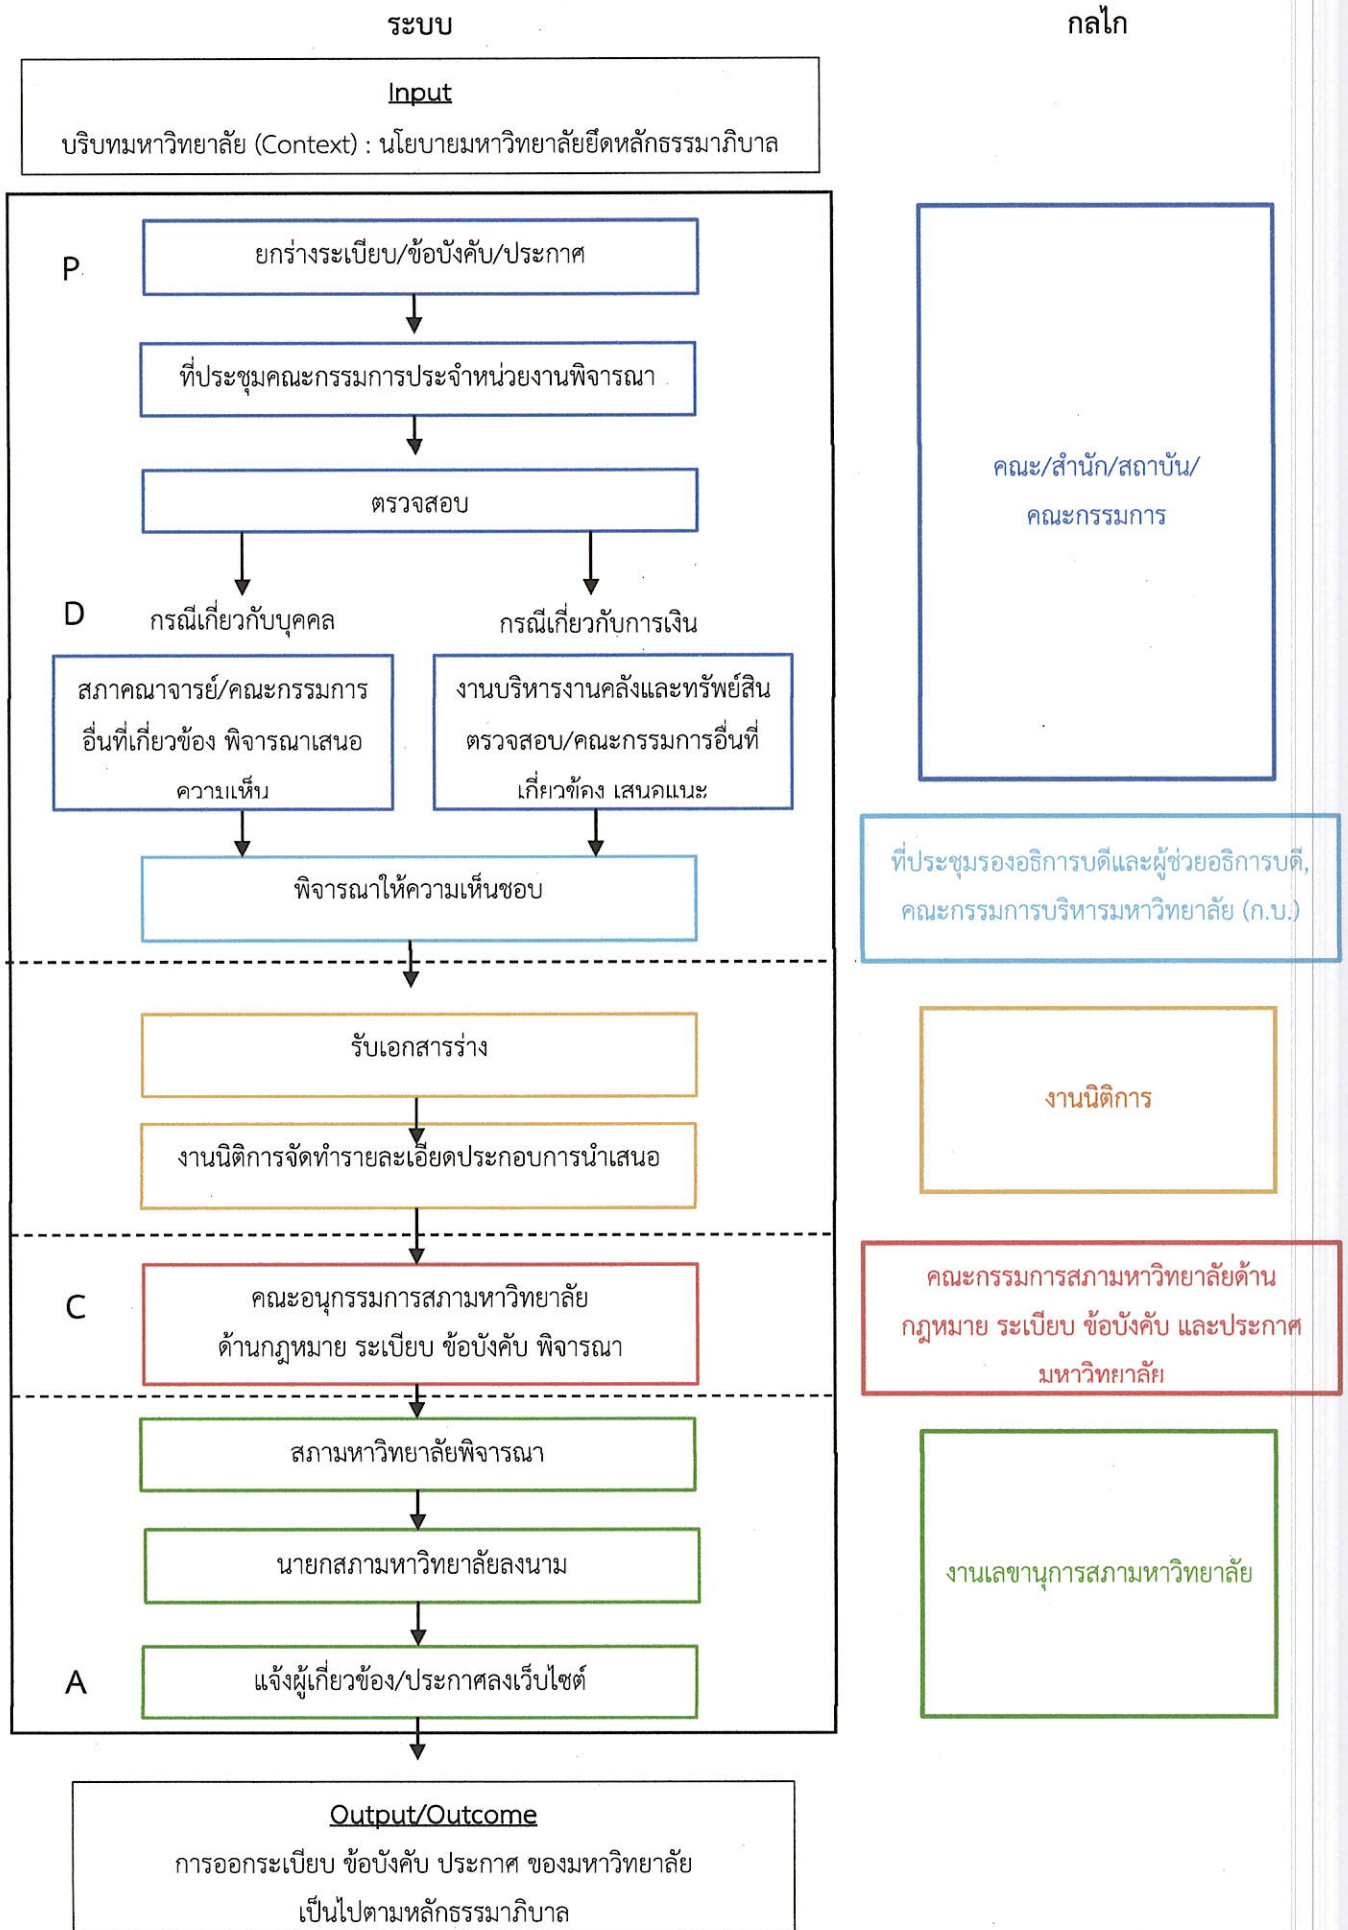 ระบบ
กลไก
Input
บริบทมหาวิทยาลัย (Context) : นโยบายมหาวิทยาลัยยึดหลักธรรมาภิบาล
P
ยกร่างระเบียบ/ข้อบังคับ/ประกาศ
ที่ประชุมคณะกรรมการประจำหน่วยงานพิจารณา
ตรวจสอบ
คณะ/สำนัก/สถาบัน/
คณะกรรมการ
D
กรณีเกี่ยวกับบุคคล
กรณีเกี่ยวกับการเงิน
สภาคณาจารย์/คณะกรรมการ
อื่นที่เกี่ยวข้อง พิจารณาเสนอ
ความเห็น
งานบริหารงานคลังและทรัพย์สิน
ตรวจสอบ/คณะกรรมการอื่นที่
เกี่ยวข้อง เสนอแนะ
พิจารณาให้ความเห็นชอบ
ที่ประชุมรองอธิการบดีและผู้ช่วยอธิการบดี,
คณะกรรมการบริหารมหาวิทยาลัย (ก.บ.)
รับเอกสารร่าง
งานนิติการจัดทำรายละเอียดประกอบการนำเสนอ
งานนิติการ
C
คณะอนุกรรมการสภามหาวิทยาลัย
ด้านกฎหมาย ระเบียบ ข้อบังคับ พิจารณา
คณะกรรมการสภามหาวิทยาลัยด้าน
กฎหมาย ระเบียบ ข้อบังคับ และประกาศ
มหาวิทยาลัย
สภามหาวิทยาลัยพิจารณา
นายกสภามหาวิทยาลัยลงนาม
งานเลขานุการสภามหาวิทยาลัย
A
แจ้งผู้เกี่ยวข้อง/ประกาศลงเว็บไซต์
Output/Outcome
การออกระเบียบ ข้อบังคับ ประกาศ ของมหาวิทยาลัย
เป็นไปตามหลักธรรมาภิบาล